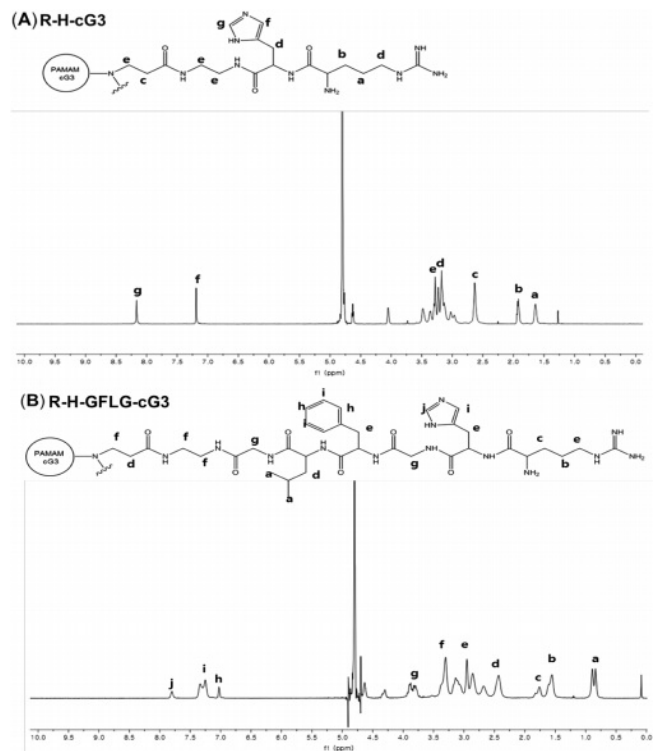 (A) R-H-cG3
g N f
HN
d
b d NH
e O e H O H O
PAMAM cG3 N N N N N N NH₂
H O H
c e a
NH₂
g f e d c b a
10.0 9.5 9.0 8.5 8.0 7.5 7.0 6.5 6.0 5.5 5.0 4.5 4.0 3.5 3.0 2.5 2.0 1.5 1.0 0.5 0.0
f1 (ppm)
(B) R-H-GFLG-cG3
i
h h j N i
i HN
e e c e NH
f O f H g O H O H O H O H
PAMAM cG3 N N N N N N N N N NH₂
H O H O H g O H b
d f a d NH₂
a
j i h g f e d c b a
10.0 9.5 9.0 8.5 8.0 7.5 7.0 6.5 6.0 5.5 5.0 4.5 4.0 3.5 3.0 2.5 2.0 1.5 1.0 0.5 0.0
f1 (ppm)